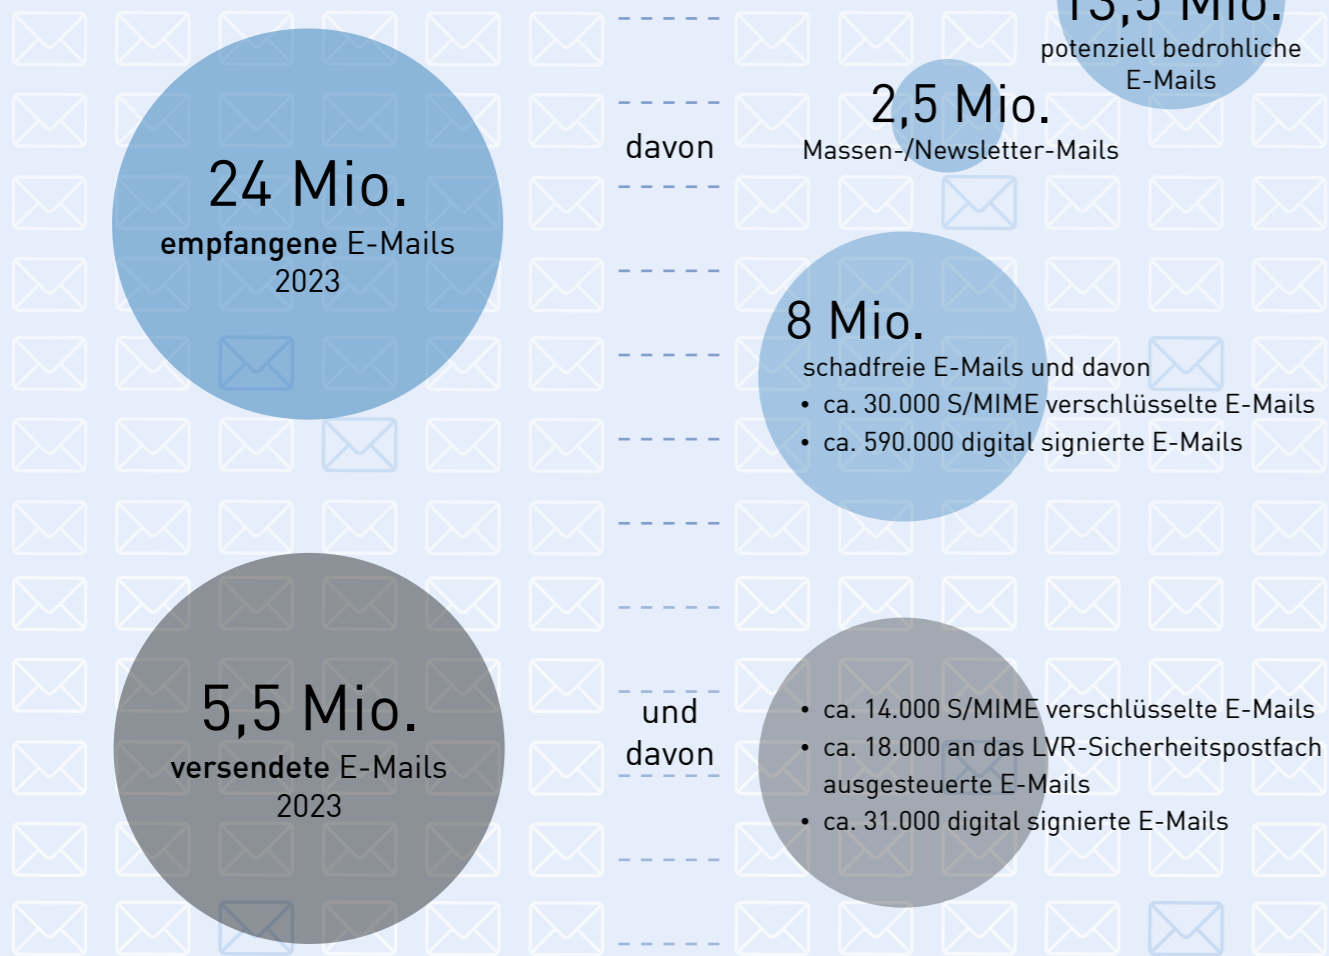 13,5 Mio.
potenziell bedrohliche
E-Mails
2,5 Mio.
Massen-/Newsletter-Mails
davon
24 Mio.
empfangene E-Mails
2023
8 Mio.
schadfreie E-Mails und davon
• ca. 30.000 S/MIME verschlüsselte E-Mails
• ca. 590.000 digital signierte E-Mails
5,5 Mio.
versendete E-Mails
2023
und
davon
• ca. 14.000 S/MIME verschlüsselte E-Mails
• ca. 18.000 an das LVR-Sicherheitspostfach
ausgesteuerte E-Mails
• ca. 31.000 digital signierte E-Mails